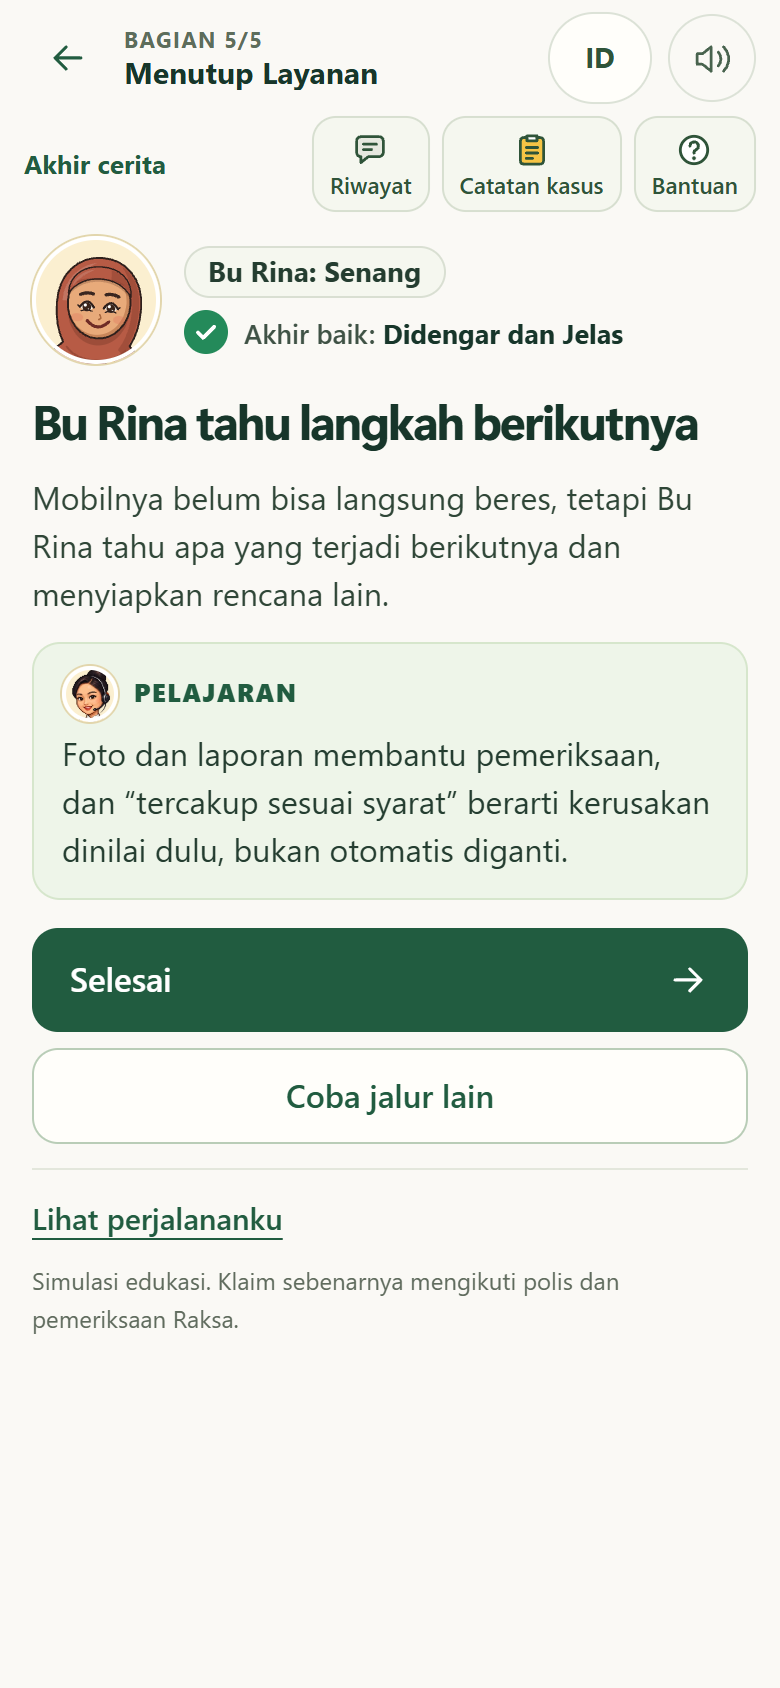 BAGIAN 5/5
Menutup Layanan
ID
Akhir cerita
Riwayat
Catatan kasus
Bantuan
Bu Rina: Senang
Akhir baik: Didengar dan Jelas
Bu Rina tahu langkah berikutnya
Mobilnya belum bisa langsung beres, tetapi Bu
Rina tahu apa yang terjadi berikutnya dan
menyiapkan rencana lain.
PELAJARAN
Foto dan laporan membantu pemeriksaan,
dan “tercakup sesuai syarat” berarti kerusakan
dinilai dulu, bukan otomatis diganti.
Selesai
Coba jalur lain
Lihat perjalananku
Simulasi edukasi. Klaim sebenarnya mengikuti polis dan
pemeriksaan Raksa.